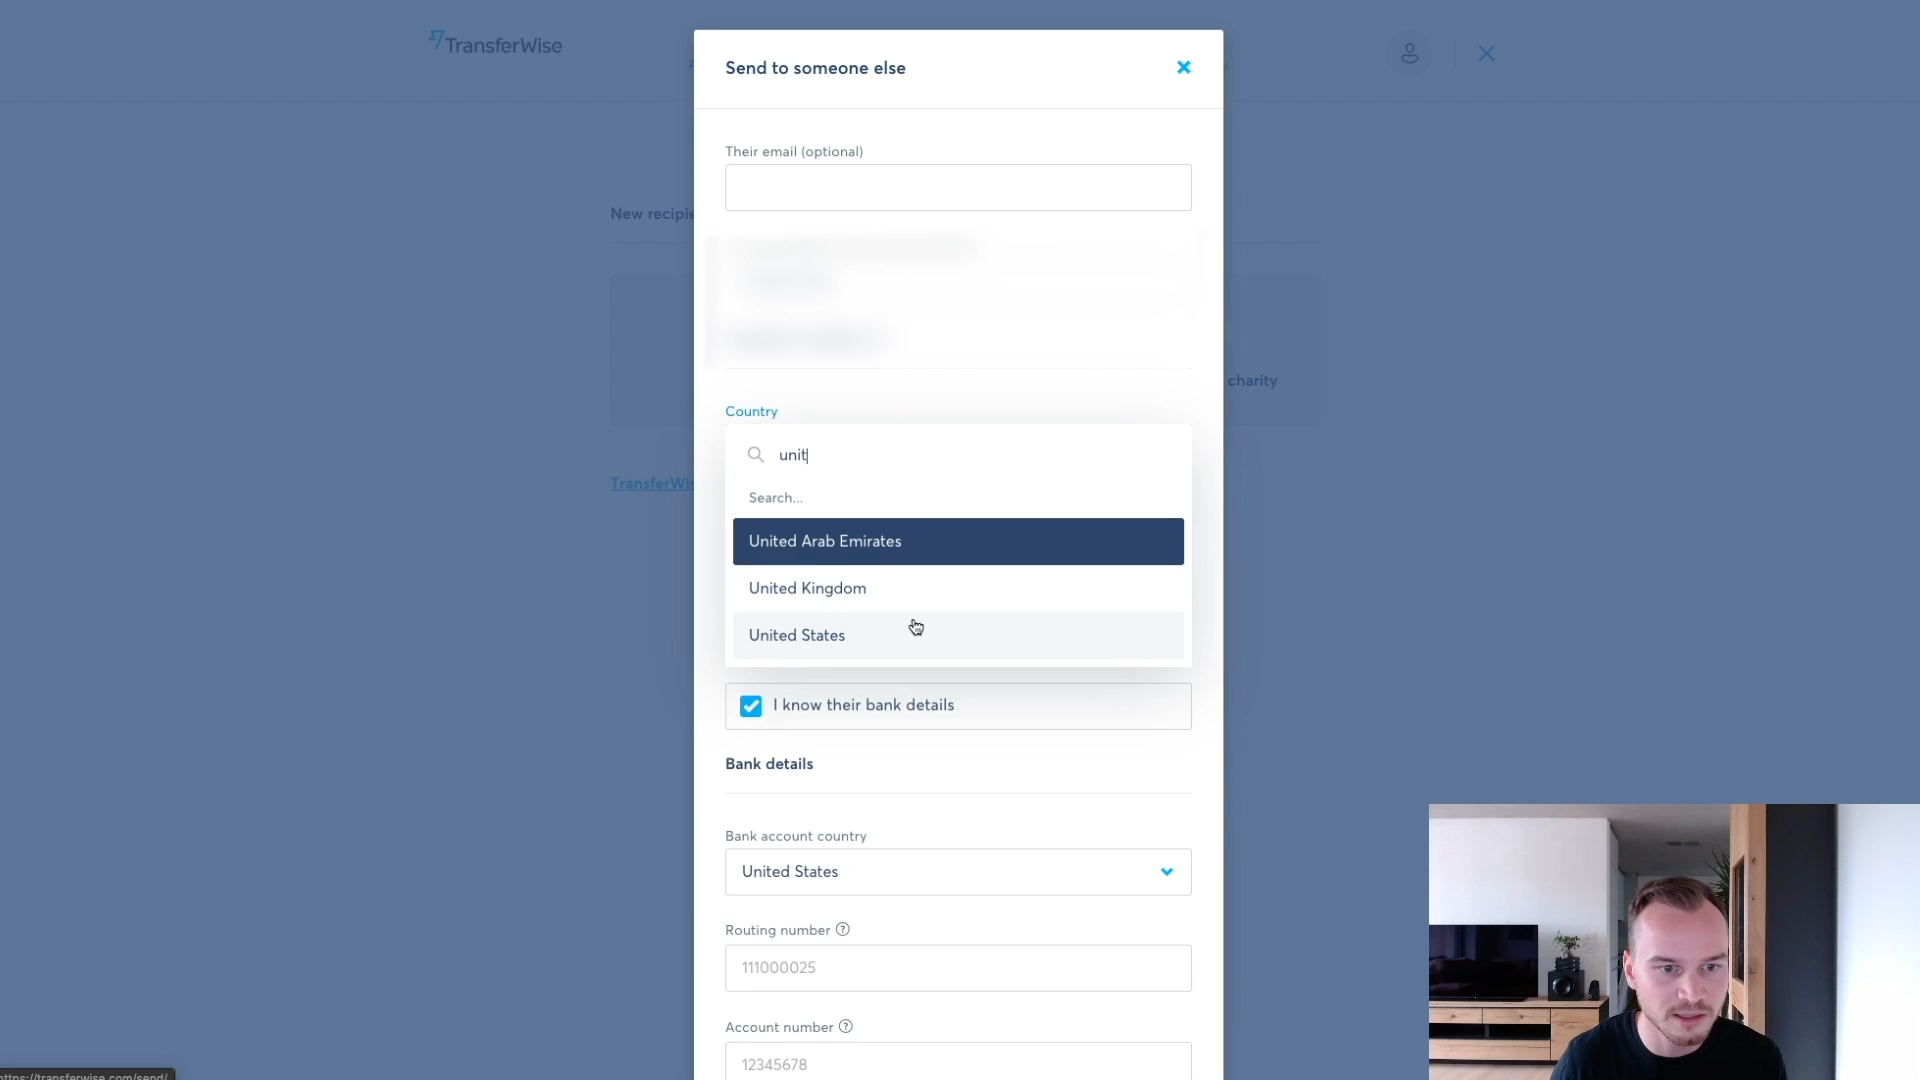 TransferWise
Send to someone else
Their email (optional)
New recipie
charity
Country
unit
Search...
TransferWis
United Arab Emirates
United Kingdom
United States
I know their bank details
Bank details
Bank account country
United States
Routing number
111000025
Account number
12345678
https://transferwise.com/send/